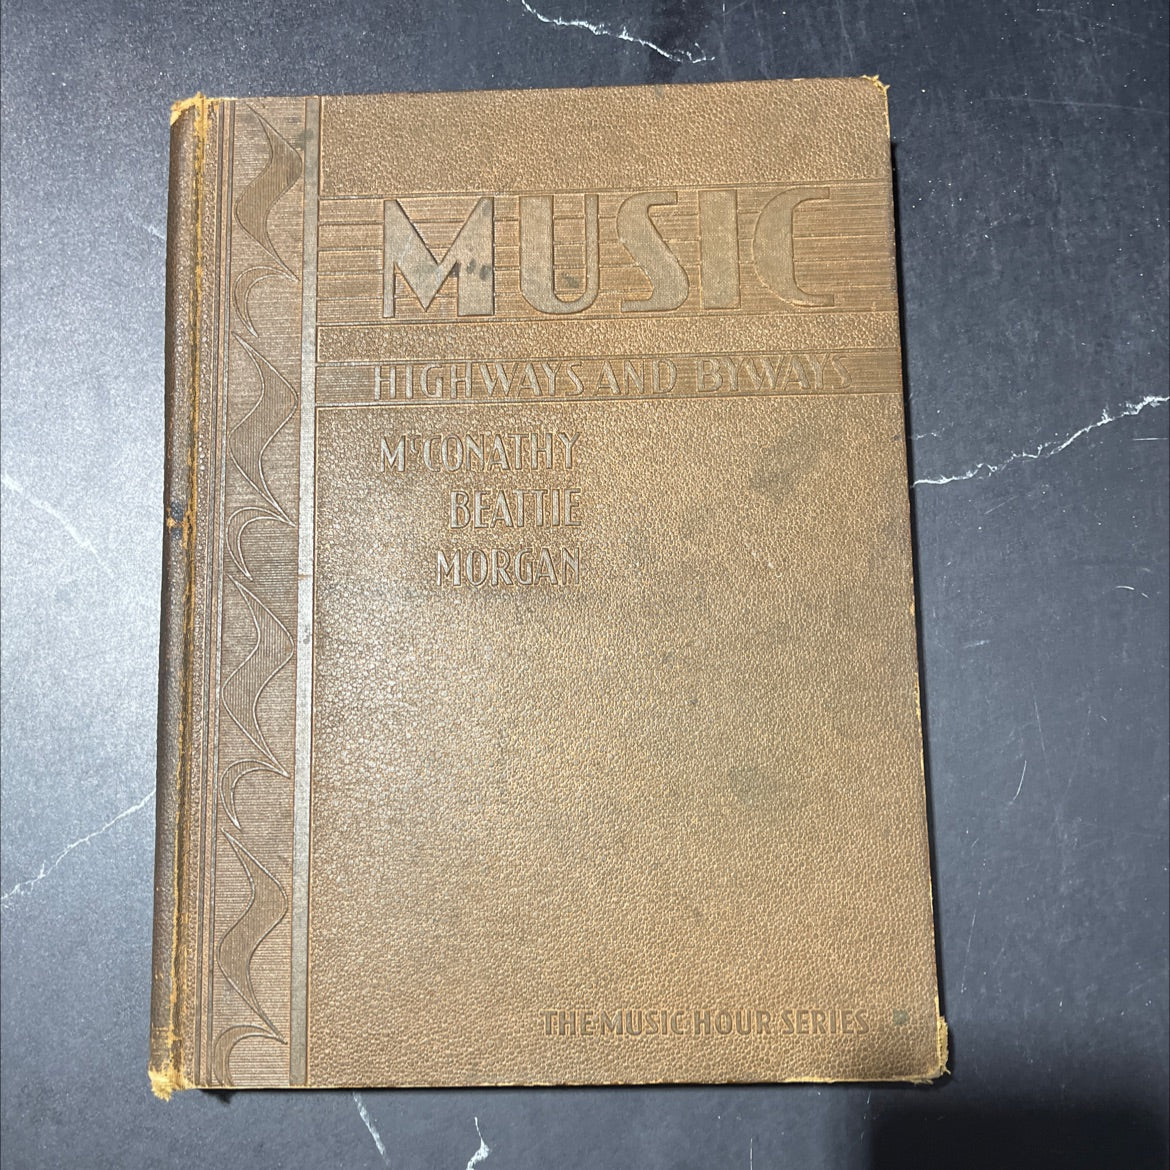 MUSIC
HIGHWAYS AND BYWAYS
McCONATHY
BEATTIE
MORGAN
THE MUSIC HOUR SERIES